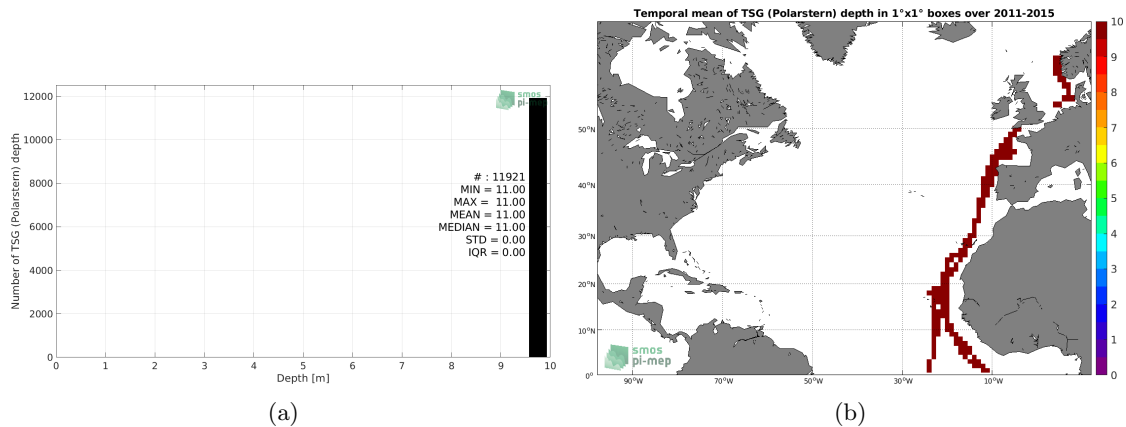 smos
pi-mep
12000
10000
8000
6000
4000
2000
0
Number of TSG (Polarstern) depth
# : 11921
MIN = 11.00
MAX = 11.00
MEAN = 11.00
MEDIAN = 11.00
STD = 0.00
IQR = 0.00
0 1 2 3 4 5 6 7 8 9 10
Depth [m]
(a)
Temporal mean of TSG (Polarstern) depth in 1°x1° boxes over 2011-2015
50°N
40°N
30°N
20°N
10°N
0°
90°W 70°W 50°W 30°W 10°W
smos
pi-mep
10
9
8
7
6
5
4
3
2
1
0
(b)